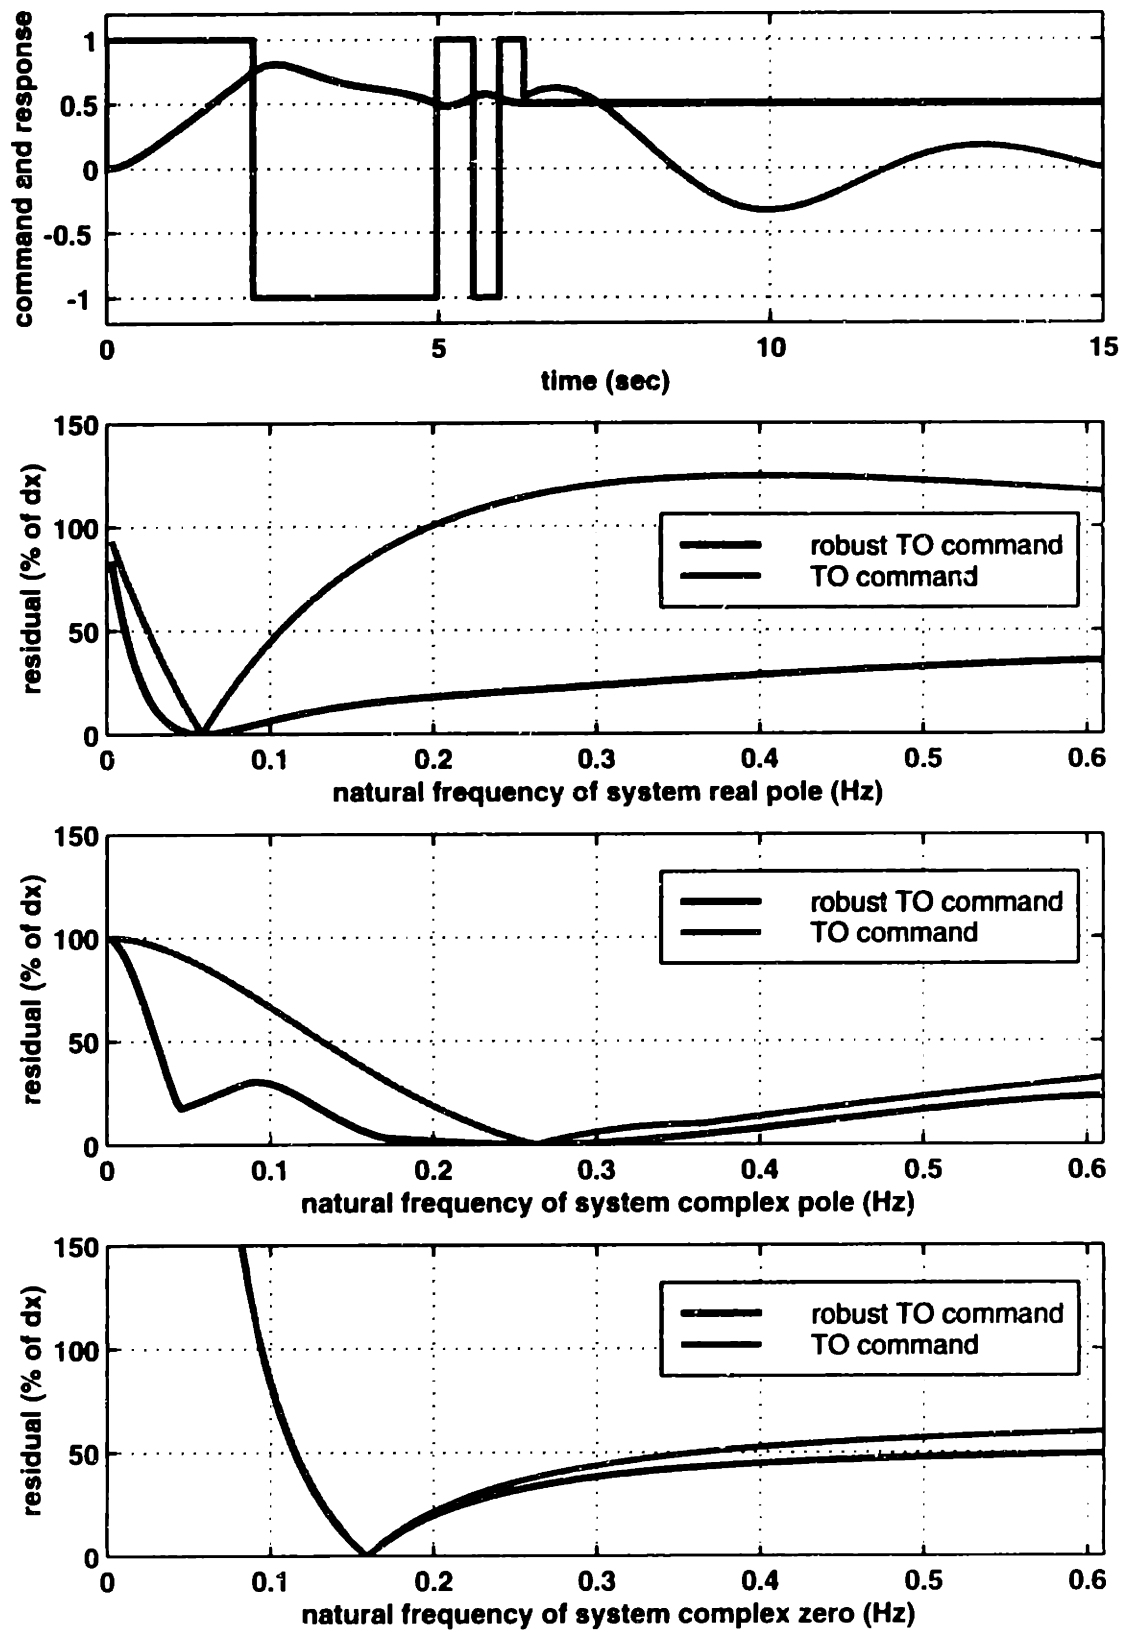 command and response
1
0.5
0
-0.5
-1
0 5 10 15
time (sec)
residual (% of dx)
150
100
50
0
robust TO command
TO command
0 0.1 0.2 0.3 0.4 0.5 0.6
natural frequency of system real pole (Hz)
residual (% of dx)
150
100
50
0
robust TO command
TO command
0 0.1 0.2 0.3 0.4 0.5 0.6
natural frequency of system complex pole (Hz)
residual (% of dx)
150
100
50
0
robust TO command
TO command
0 0.1 0.2 0.3 0.4 0.5 0.6
natural frequency of system complex zero (Hz)